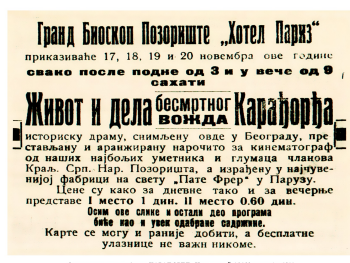 Гранд Биоскоп Позориште „Хотел Париз“
приказиваће 17, 18, 19 и 20 новембра ове године
свако после подне од 3 и у вече од 9
сахати
Живот и дела бесмртног вожда Карађорђа
историску драму, снимљену овде у Београду, пре
стављану и аранжирану нарочито за кинематограф
од наших најбољих уметника и глумаца чланова
Краљ. Срп. Нар. Позоришта, а израђену у најчуве-
нијој фабрици на свету „Пате Фрер“ у Парузу.
Цене су како за дневне тако и за вечерње
представе I место 1 дин. II место 0.60 дин.
Осим ове слике и остали део програма
биће као и увек одабране садржине.
Карте се могу и раније добити, а бесплатне
улазнице не важн никоме.